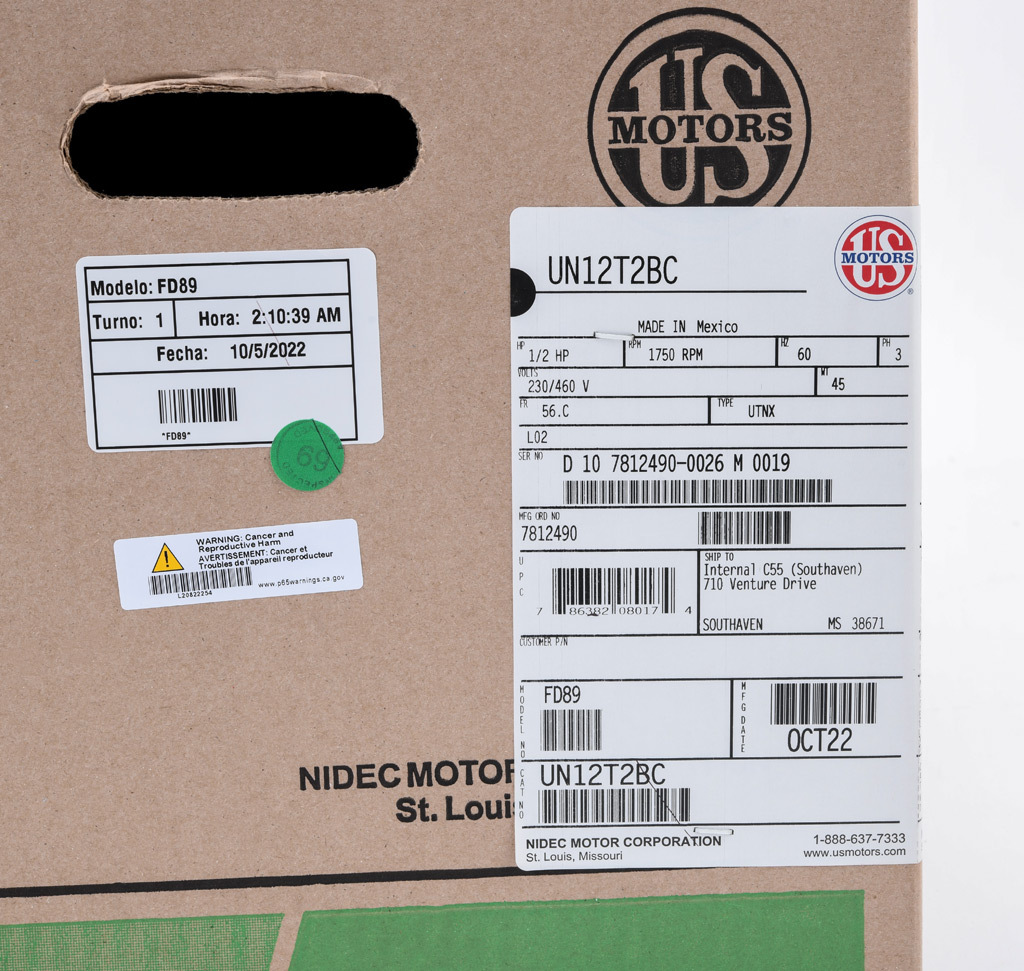 US
MOTORS
Modelo: FD89
Turno: 1 Hora: 2:10:39 AM
Fecha: 10/5/2022
*FD89*
69
WARNING: Cancer and
Reproductive Harm
AVERTISSEMENT: Cancer et
Troubles de l'appareil reproducteur
www.p65warnings.ca.gov
L20822254
NIDEC MOTOR
St. Louis
US
MOTORS
®
UN12T2BC
MADE IN Mexico
HP 1/2 HP RPM 1750 RPM HZ 60 PH 3
VOLTS 230/460 V WT 45
FR 56.C TYPE UTNX
L02
SER NO D 10 7812490-0026 M 0019
MFG ORD NO
7812490
UPC
7 86382 08017 4
SHIP TO
Internal C55 (Southaven)
710 Venture Drive
SOUTHAVEN MS 38671
CUSTOMER P/N
MODEL NO FD89
MFG DATE OCT22
CAT NO UN12T2BC
NIDEC MOTOR CORPORATION 1-888-637-7333
St. Louis, Missouri www.usmotors.com